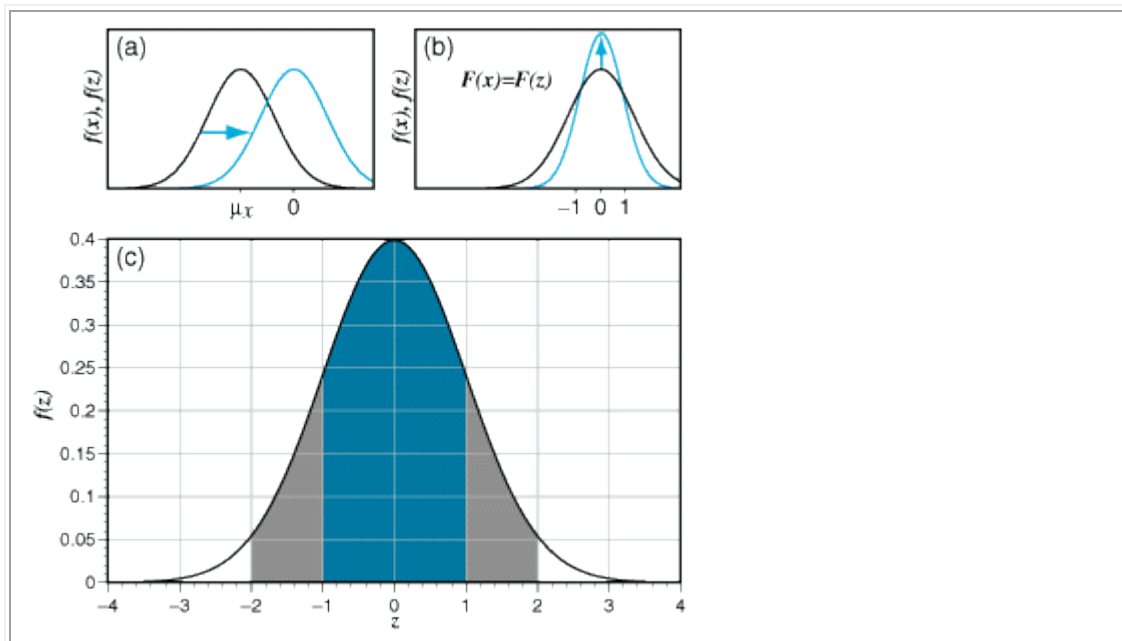 (a)
f(x), f(z)
μx 0
(b)
f(x), f(z)
F(x)=F(z)
−1 0 1
(c)
f(z)
0.4
0.35
0.3
0.25
0.2
0.15
0.1
0.05
0
−4 −3 −2 −1 0 1 2 3 4
z